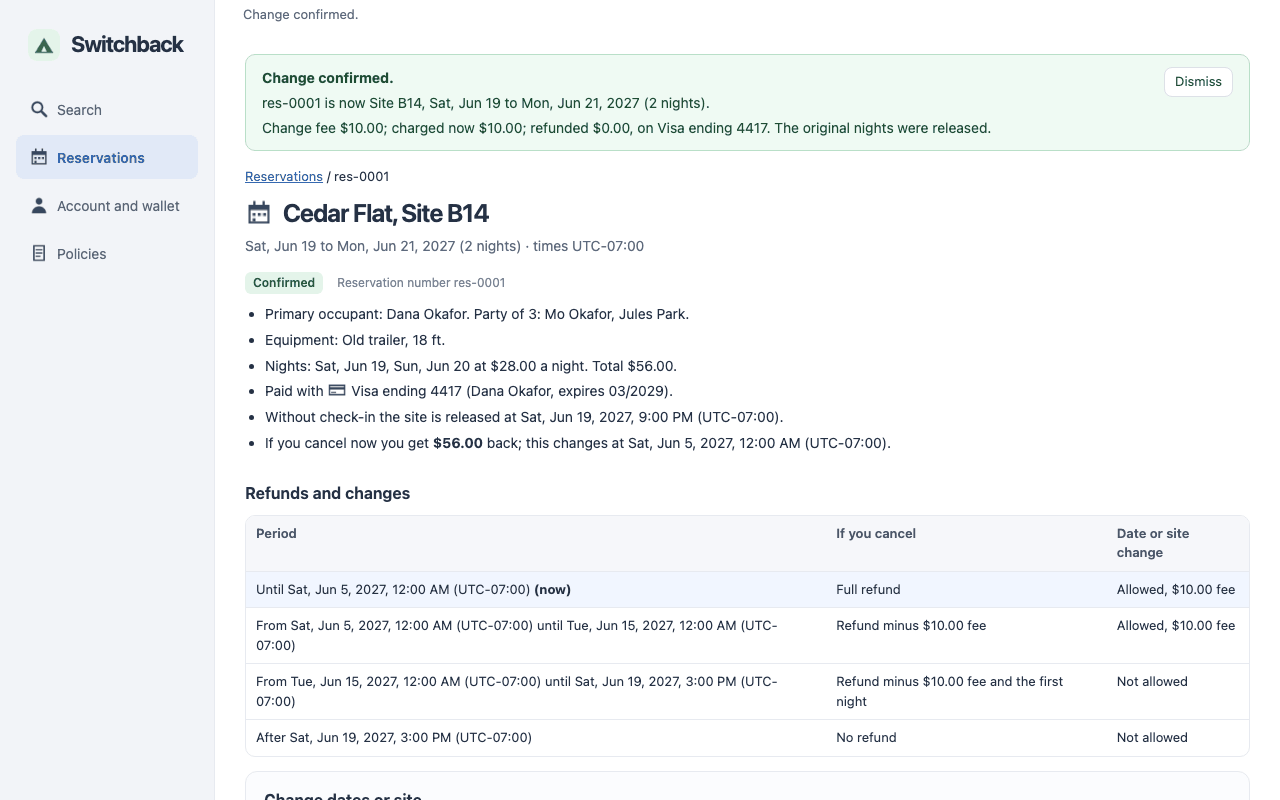 Switchback
Search
Reservations
Account and wallet
Policies
Change confirmed.
Change confirmed.
Dismiss
res-0001 is now Site B14, Sat, Jun 19 to Mon, Jun 21, 2027 (2 nights).
Change fee $10.00; charged now $10.00; refunded $0.00, on Visa ending 4417. The original nights were released.
Reservations / res-0001
Cedar Flat, Site B14
Sat, Jun 19 to Mon, Jun 21, 2027 (2 nights) · times UTC-07:00
Confirmed Reservation number res-0001
Primary occupant: Dana Okafor. Party of 3: Mo Okafor, Jules Park.
Equipment: Old trailer, 18 ft.
Nights: Sat, Jun 19, Sun, Jun 20 at $28.00 a night. Total $56.00.
Paid with Visa ending 4417 (Dana Okafor, expires 03/2029).
Without check-in the site is released at Sat, Jun 19, 2027, 9:00 PM (UTC-07:00).
If you cancel now you get $56.00 back; this changes at Sat, Jun 5, 2027, 12:00 AM (UTC-07:00).
Refunds and changes
Period If you cancel Date or site
change
Until Sat, Jun 5, 2027, 12:00 AM (UTC-07:00) (now) Full refund Allowed, $10.00 fee
From Sat, Jun 5, 2027, 12:00 AM (UTC-07:00) until Tue, Jun 15, 2027, 12:00 AM (UTC- Refund minus $10.00 fee Allowed, $10.00 fee
07:00)
From Tue, Jun 15, 2027, 12:00 AM (UTC-07:00) until Sat, Jun 19, 2027, 3:00 PM (UTC- Refund minus $10.00 fee and the first Not allowed
07:00) night
After Sat, Jun 19, 2027, 3:00 PM (UTC-07:00) No refund Not allowed
Change dates or site